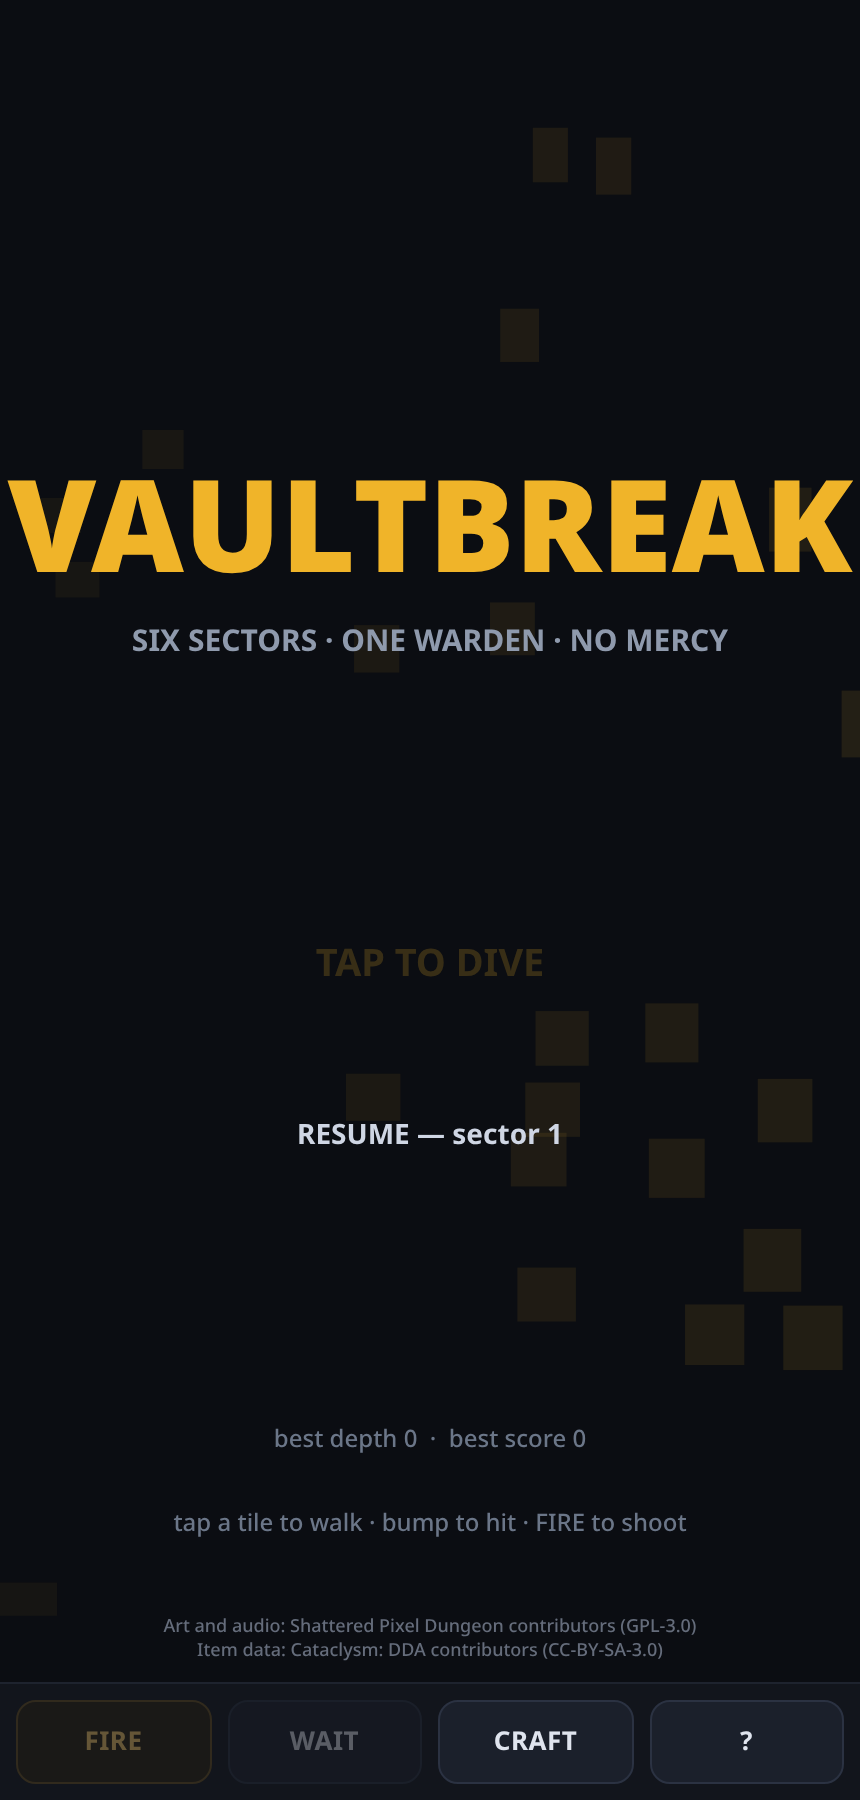 VAULTBREAK
SIX SECTORS · ONE WARDEN · NO MERCY
TAP TO DIVE
RESUME — sector 1
best depth 0 · best score 0
tap a tile to walk · bump to hit · FIRE to shoot
Art and audio: Shattered Pixel Dungeon contributors (GPL-3.0)
Item data: Cataclysm: DDA contributors (CC-BY-SA-3.0)
FIRE WAIT CRAFT ?